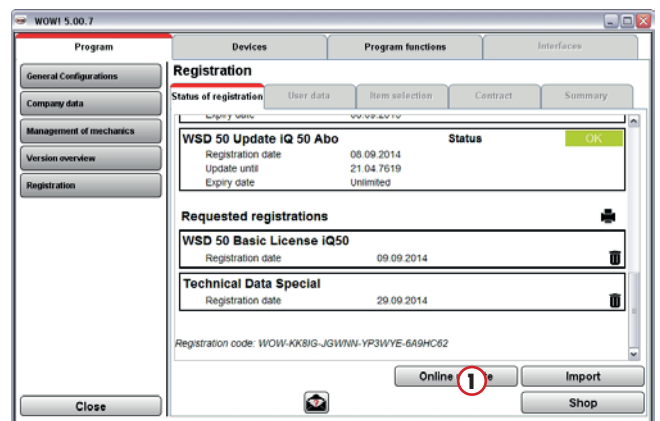 WOW! 5.00.7
Program Devices Program functions Interfaces
General Configurations
Company data
Management of mechanics
Version overview
Registration
Registration
Status of registration User data Item selection Contract Summary
Expiry date
WSD 50 Update iQ 50 Abo Status OK
Registration date 08.09.2014
Update until 21.04.7619
Expiry date Unlimited
Requested registrations
WSD 50 Basic License iQ50
Registration date 09.09.2014
Technical Data Special
Registration date 29.09.2014
Registration code: WOW-KK8IG-JGWNN-YP3WYE-6A9HC62
Online 1 Import
Close Shop